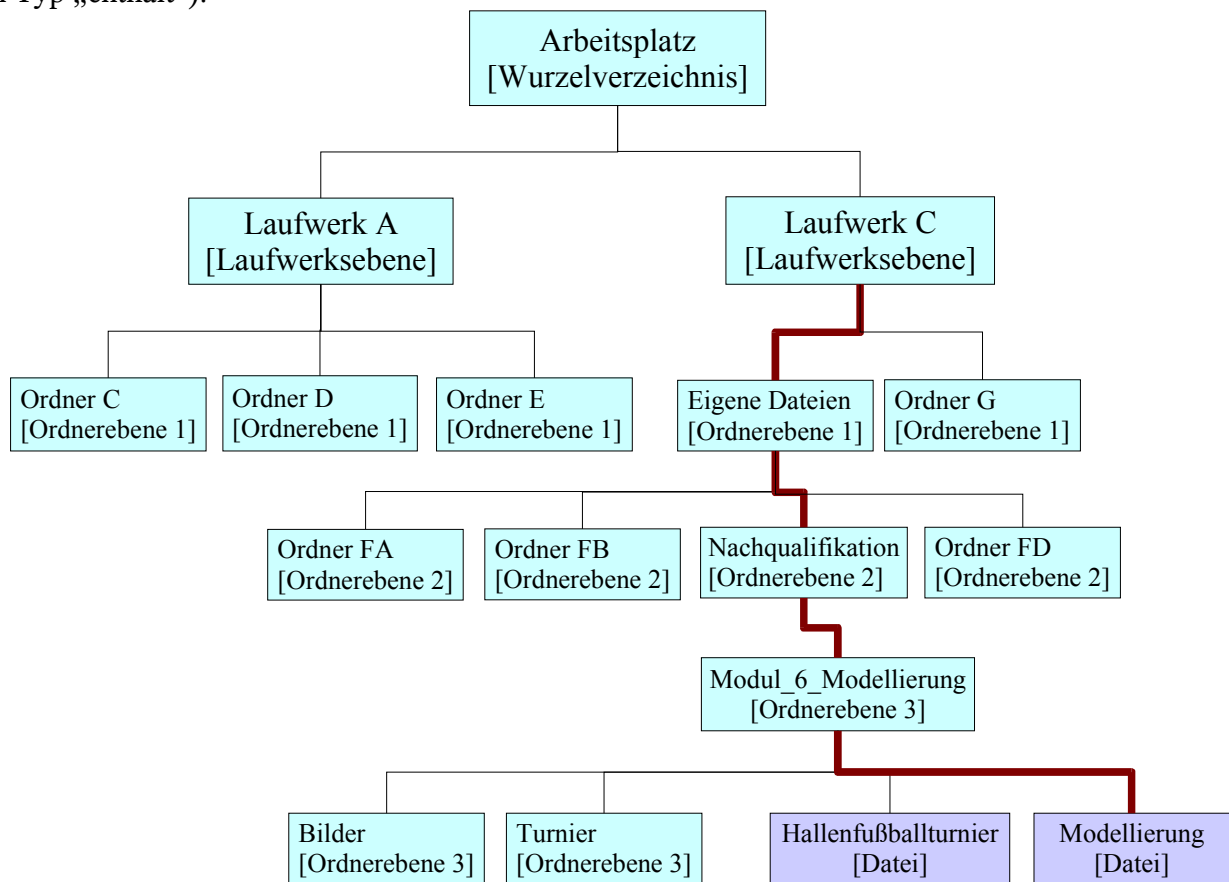 Typ „enthält“).
Arbeitsplatz
[Wurzelverzeichnis]
Laufwerk A
[Laufwerksebene]
Laufwerk C
[Laufwerksebene]
Ordner C
[Ordnerebene 1]
Ordner D
[Ordnerebene 1]
Ordner E
[Ordnerebene 1]
Eigene Dateien
[Ordnerebene 1]
Ordner G
[Ordnerebene 1]
Ordner FA
[Ordnerebene 2]
Ordner FB
[Ordnerebene 2]
Nachqualifikation
[Ordnerebene 2]
Ordner FD
[Ordnerebene 2]
Modul_6_Modellierung
[Ordnerebene 3]
Bilder
[Ordnerebene 3]
Turnier
[Ordnerebene 3]
Hallenfußballturnier
[Datei]
Modellierung
[Datei]